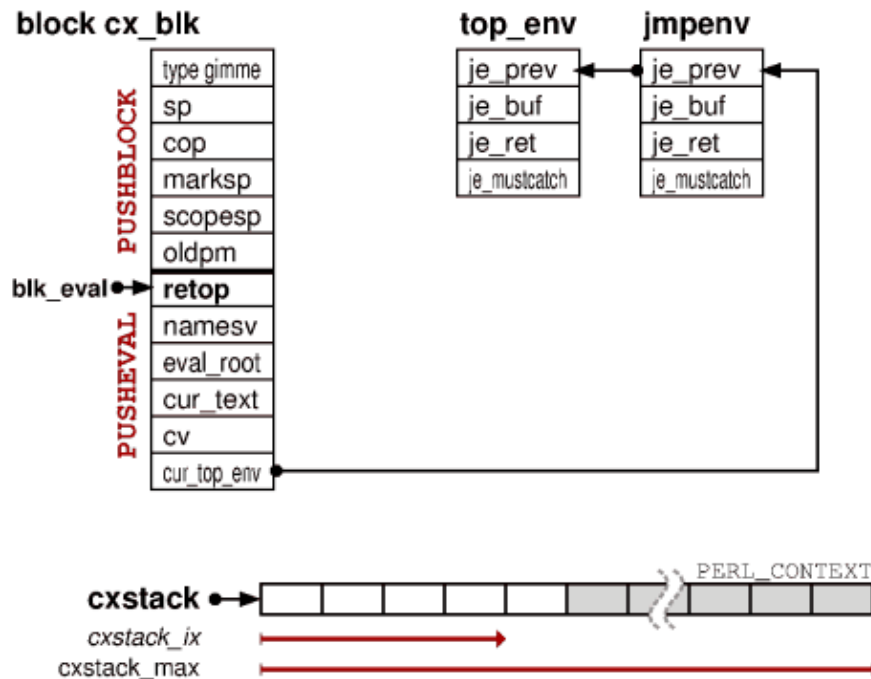 block cx_blk
top_env
jmpenv
type gimme
sp
cop
marksp
scopesp
oldpm
PUSHBLOCK
blk_eval
retop
namesv
eval_root
cur_text
cv
cur_top_env
PUSHEVAL
je_prev
je_buf
je_ret
je_mustcatch
je_prev
je_buf
je_ret
je_mustcatch
PERL_CONTEXT
cxstack
cxstack_ix
cxstack_max